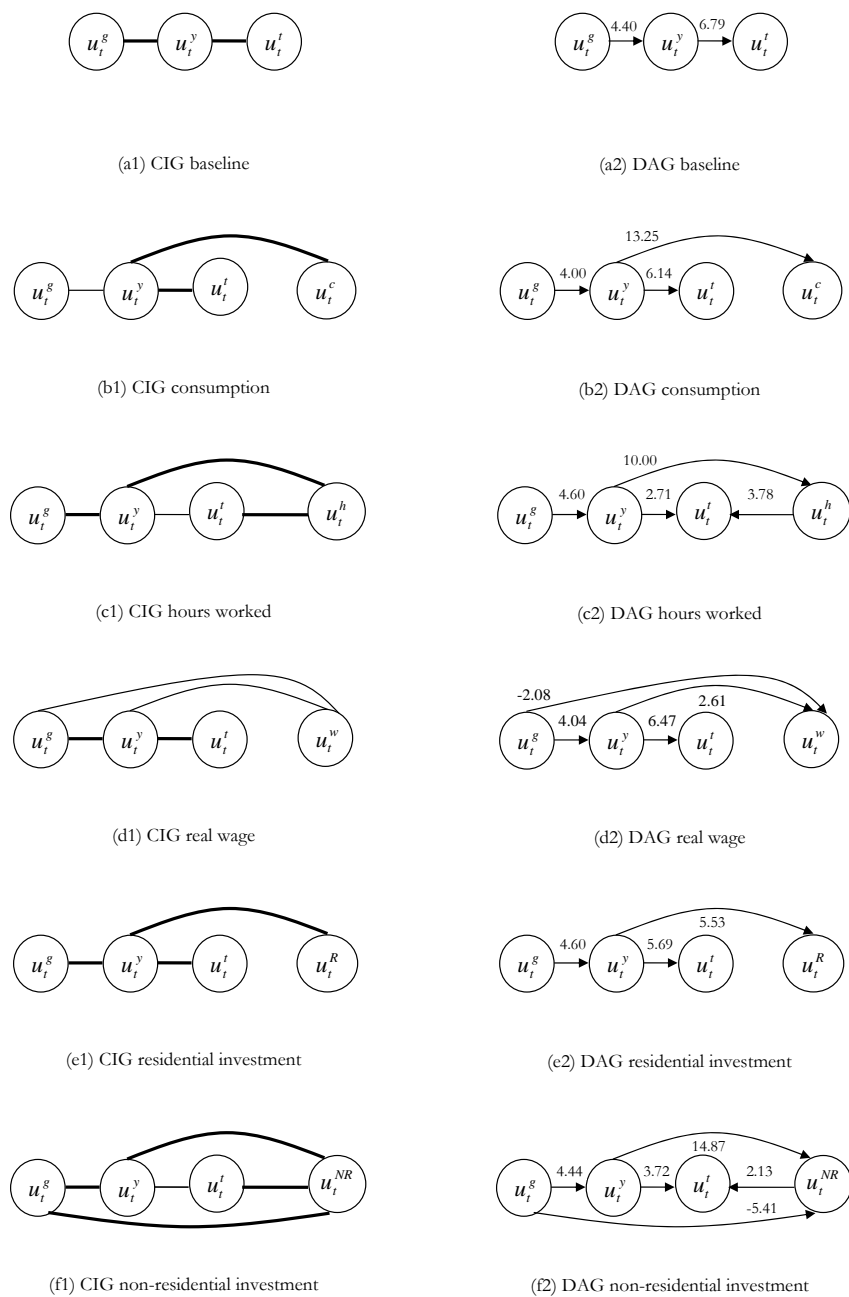 u_t^g u_t^y u_t^t
u_t^g 4.40 u_t^y 6.79 u_t^t
(a1) CIG baseline
(a2) DAG baseline
u_t^g u_t^y u_t^t u_t^c
13.25
u_t^g 4.00 u_t^y 6.14 u_t^t u_t^c
(b1) CIG consumption
(b2) DAG consumption
u_t^g u_t^y u_t^t u_t^h
10.00
u_t^g 4.60 u_t^y 2.71 u_t^t 3.78 u_t^h
(c1) CIG hours worked
(c2) DAG hours worked
u_t^g u_t^y u_t^t u_t^w
-2.08
2.61
u_t^g 4.04 u_t^y 6.47 u_t^t u_t^w
(d1) CIG real wage
(d2) DAG real wage
u_t^g u_t^y u_t^t u_t^R
5.53
u_t^g 4.60 u_t^y 5.69 u_t^t u_t^R
(e1) CIG residential investment
(e2) DAG residential investment
u_t^g u_t^y u_t^t u_t^NR
14.87
u_t^g 4.44 u_t^y 3.72 u_t^t 2.13 u_t^NR
-5.41
(f1) CIG non-residential investment
(f2) DAG non-residential investment